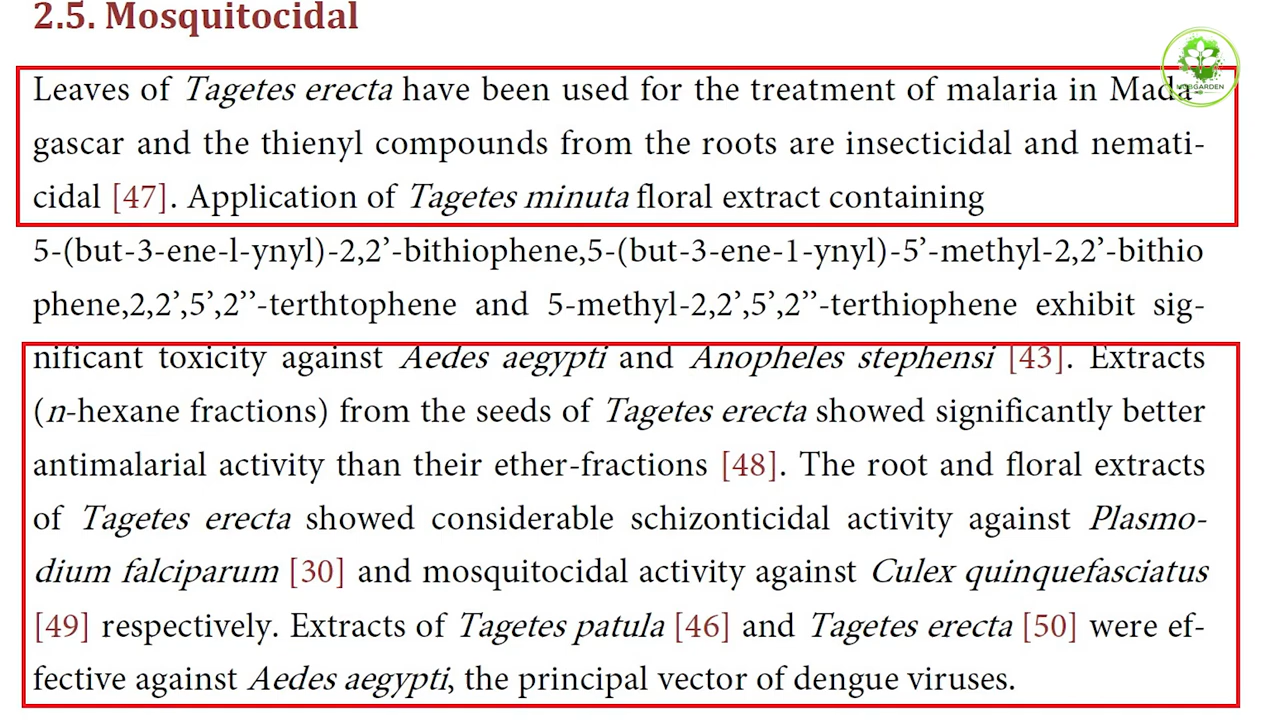 2.5. Mosquitocidal
Leaves of Tagetes erecta have been used for the treatment of malaria in Mada-
gascar and the thienyl compounds from the roots are insecticidal and nemati-
cidal [47]. Application of Tagetes minuta floral extract containing
5-(but-3-ene-l-ynyl)-2,2’-bithiophene,5-(but-3-ene-1-ynyl)-5’-methyl-2,2’-bithio
phene,2,2’,5’,2’’-terthtophene and 5-methyl-2,2’,5’,2’’-terthiophene exhibit sig-
nificant toxicity against Aedes aegypti and Anopheles stephensi [43]. Extracts
(n-hexane fractions) from the seeds of Tagetes erecta showed significantly better
antimalarial activity than their ether-fractions [48]. The root and floral extracts
of Tagetes erecta showed considerable schizonticidal activity against Plasmo-
dium falciparum [30] and mosquitocidal activity against Culex quinquefasciatus
[49] respectively. Extracts of Tagetes patula [46] and Tagetes erecta [50] were ef-
fective against Aedes aegypti, the principal vector of dengue viruses.